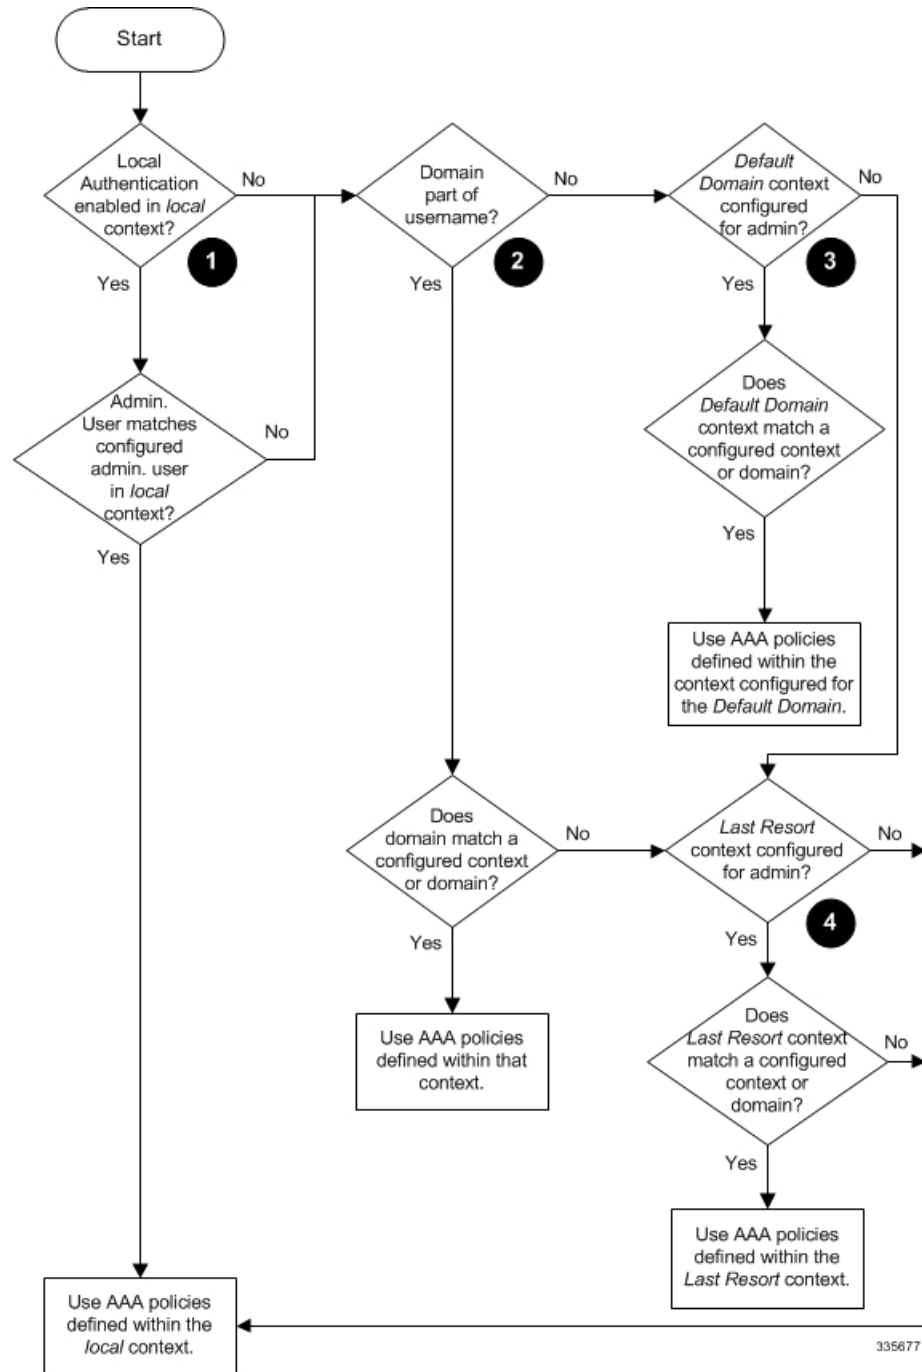 Start
Local
Authentication
enabled in local
context?
No
1
Yes
Domain
part of
username?
No
2
Yes
Default
Domain context
configured
for admin?
No
3
Yes
Admin.
User matches
configured
admin. user
in local
context?
No
Yes
Does
Default Domain
context match a
configured context
or domain?
Yes
Use AAA policies
defined within the
context configured for
the Default Domain.
Does
domain match a
configured context
or domain?
No
Yes
Last Resort
context configured
for admin?
No
4
Yes
Use AAA policies
defined within that
context.
Does
Last Resort context
match a configured
context or
domain?
No
Yes
Use AAA policies
defined within the
Last Resort context.
Use AAA policies
defined within the
local context.
335677